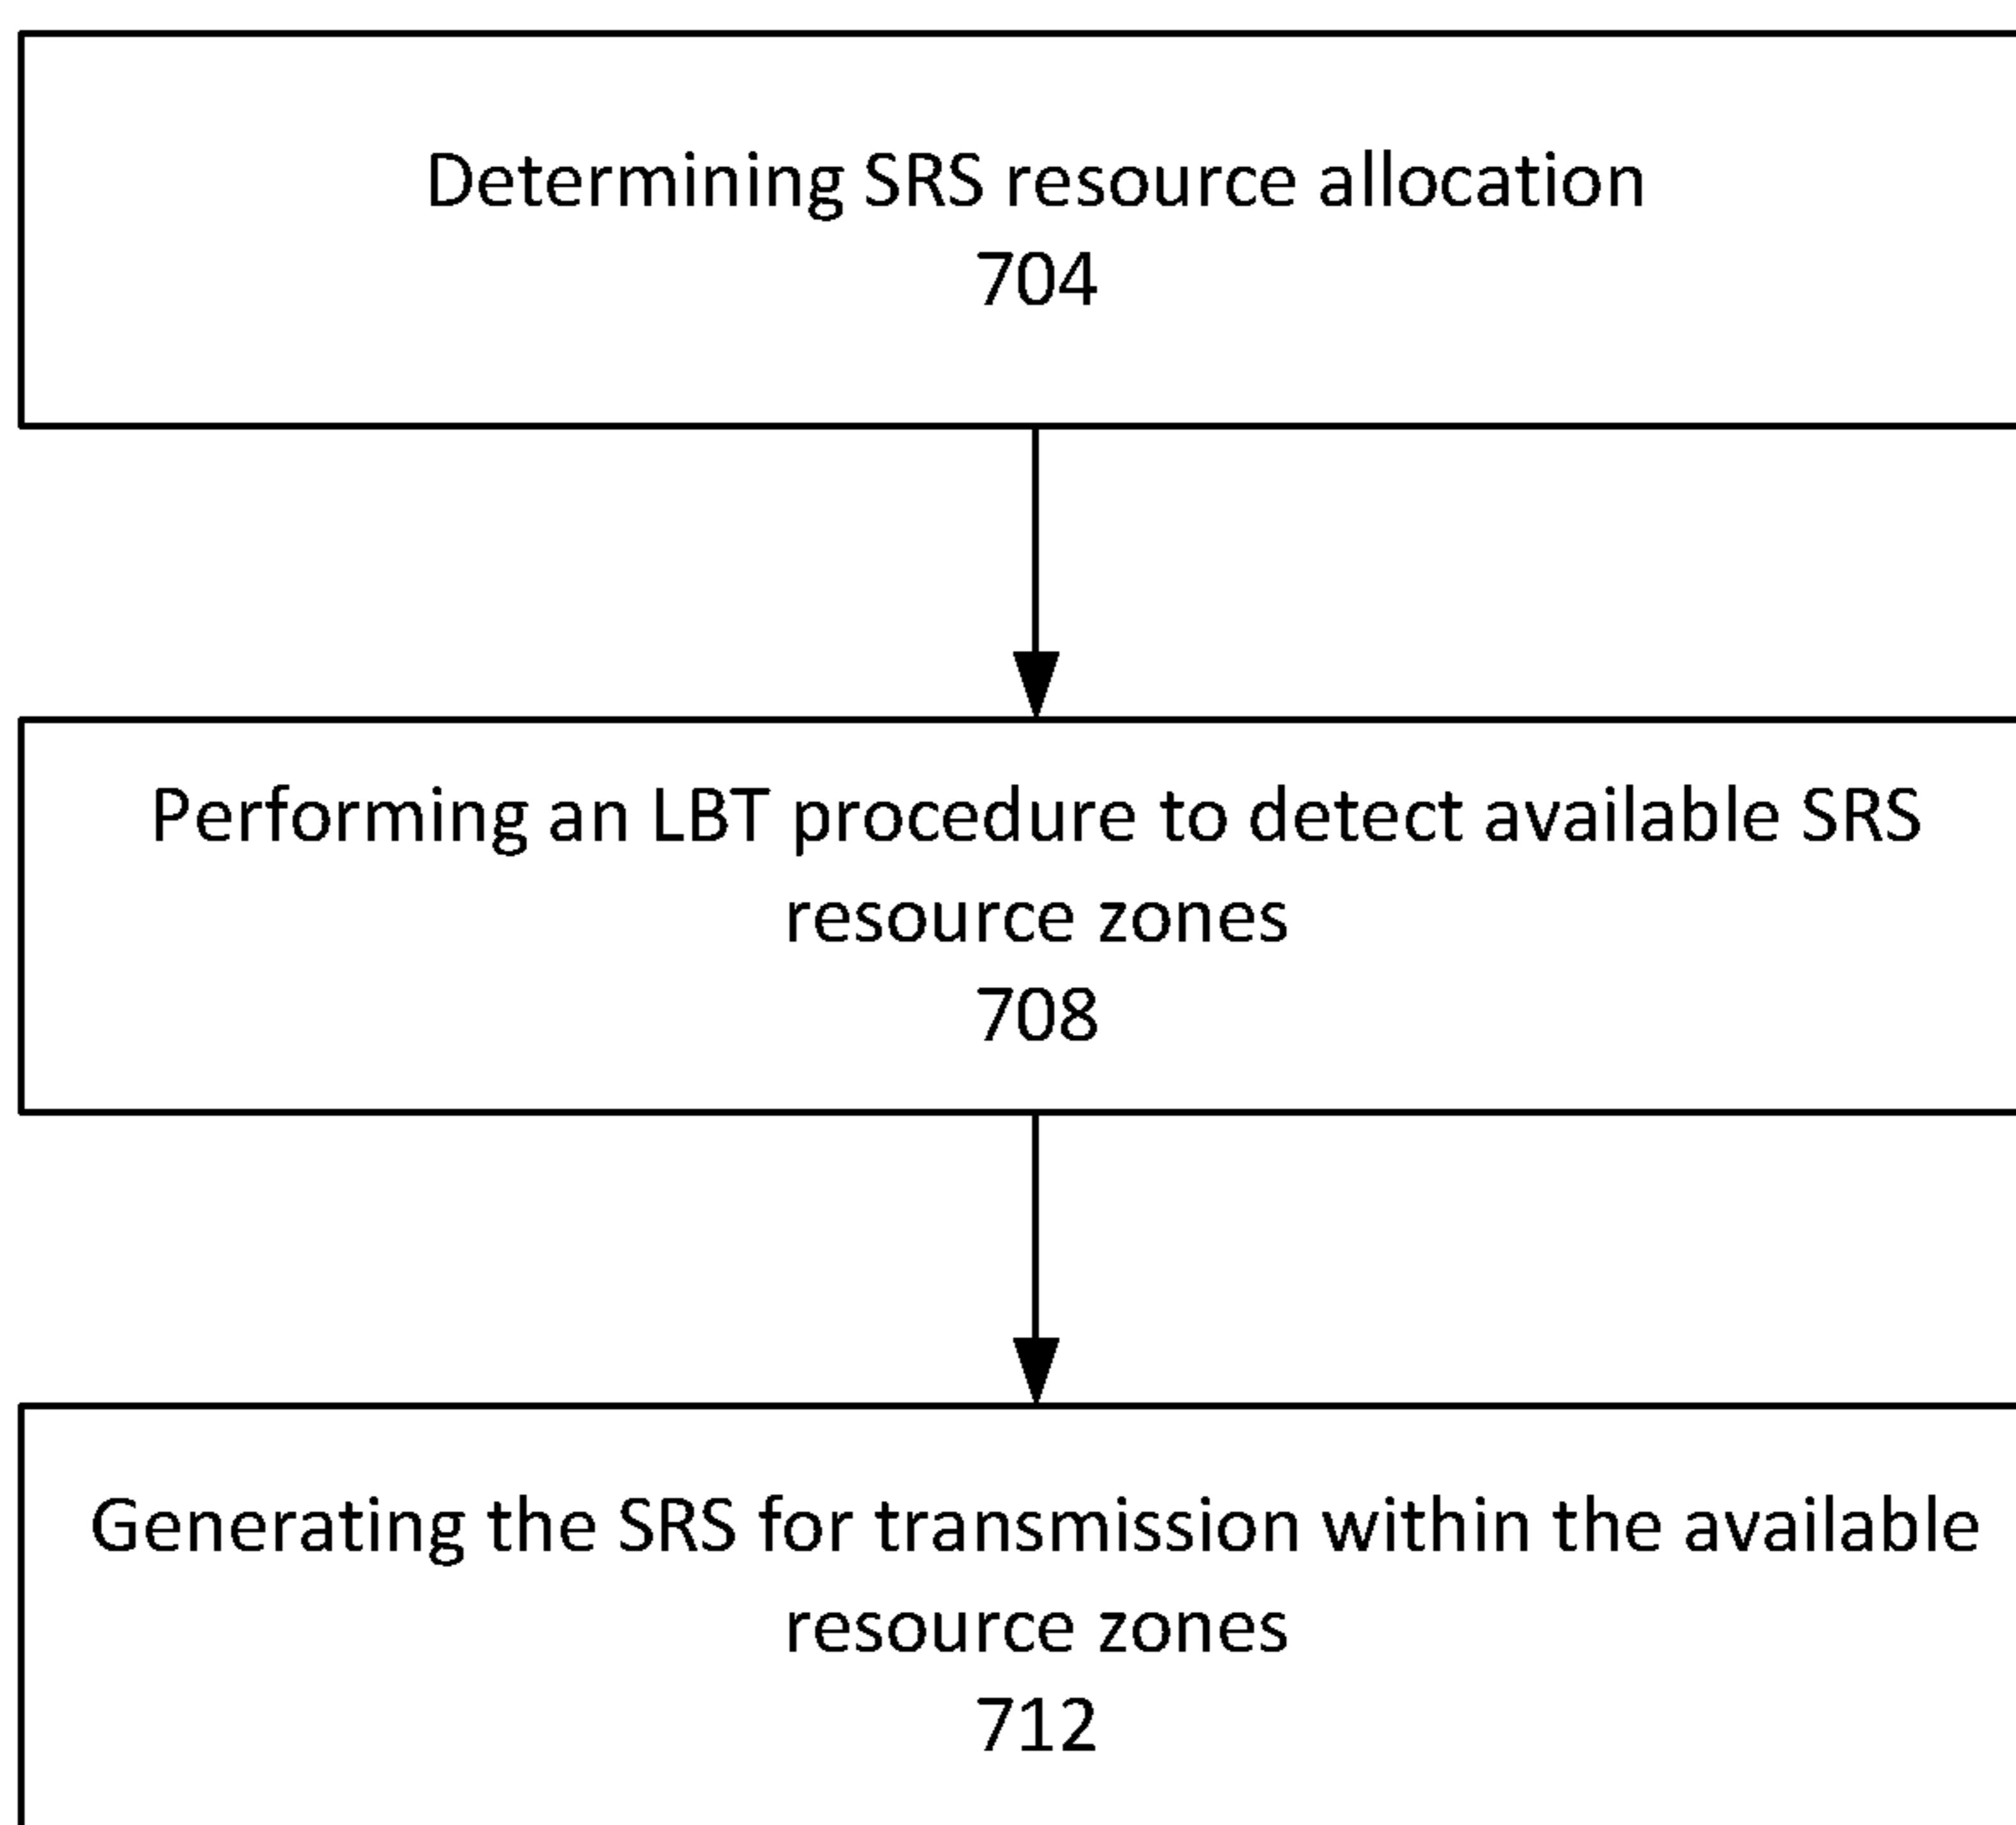 Determining SRS resource allocation
704
Performing an LBT procedure to detect available SRS
resource zones
708
Generating the SRS for transmission within the available
resource zones
712